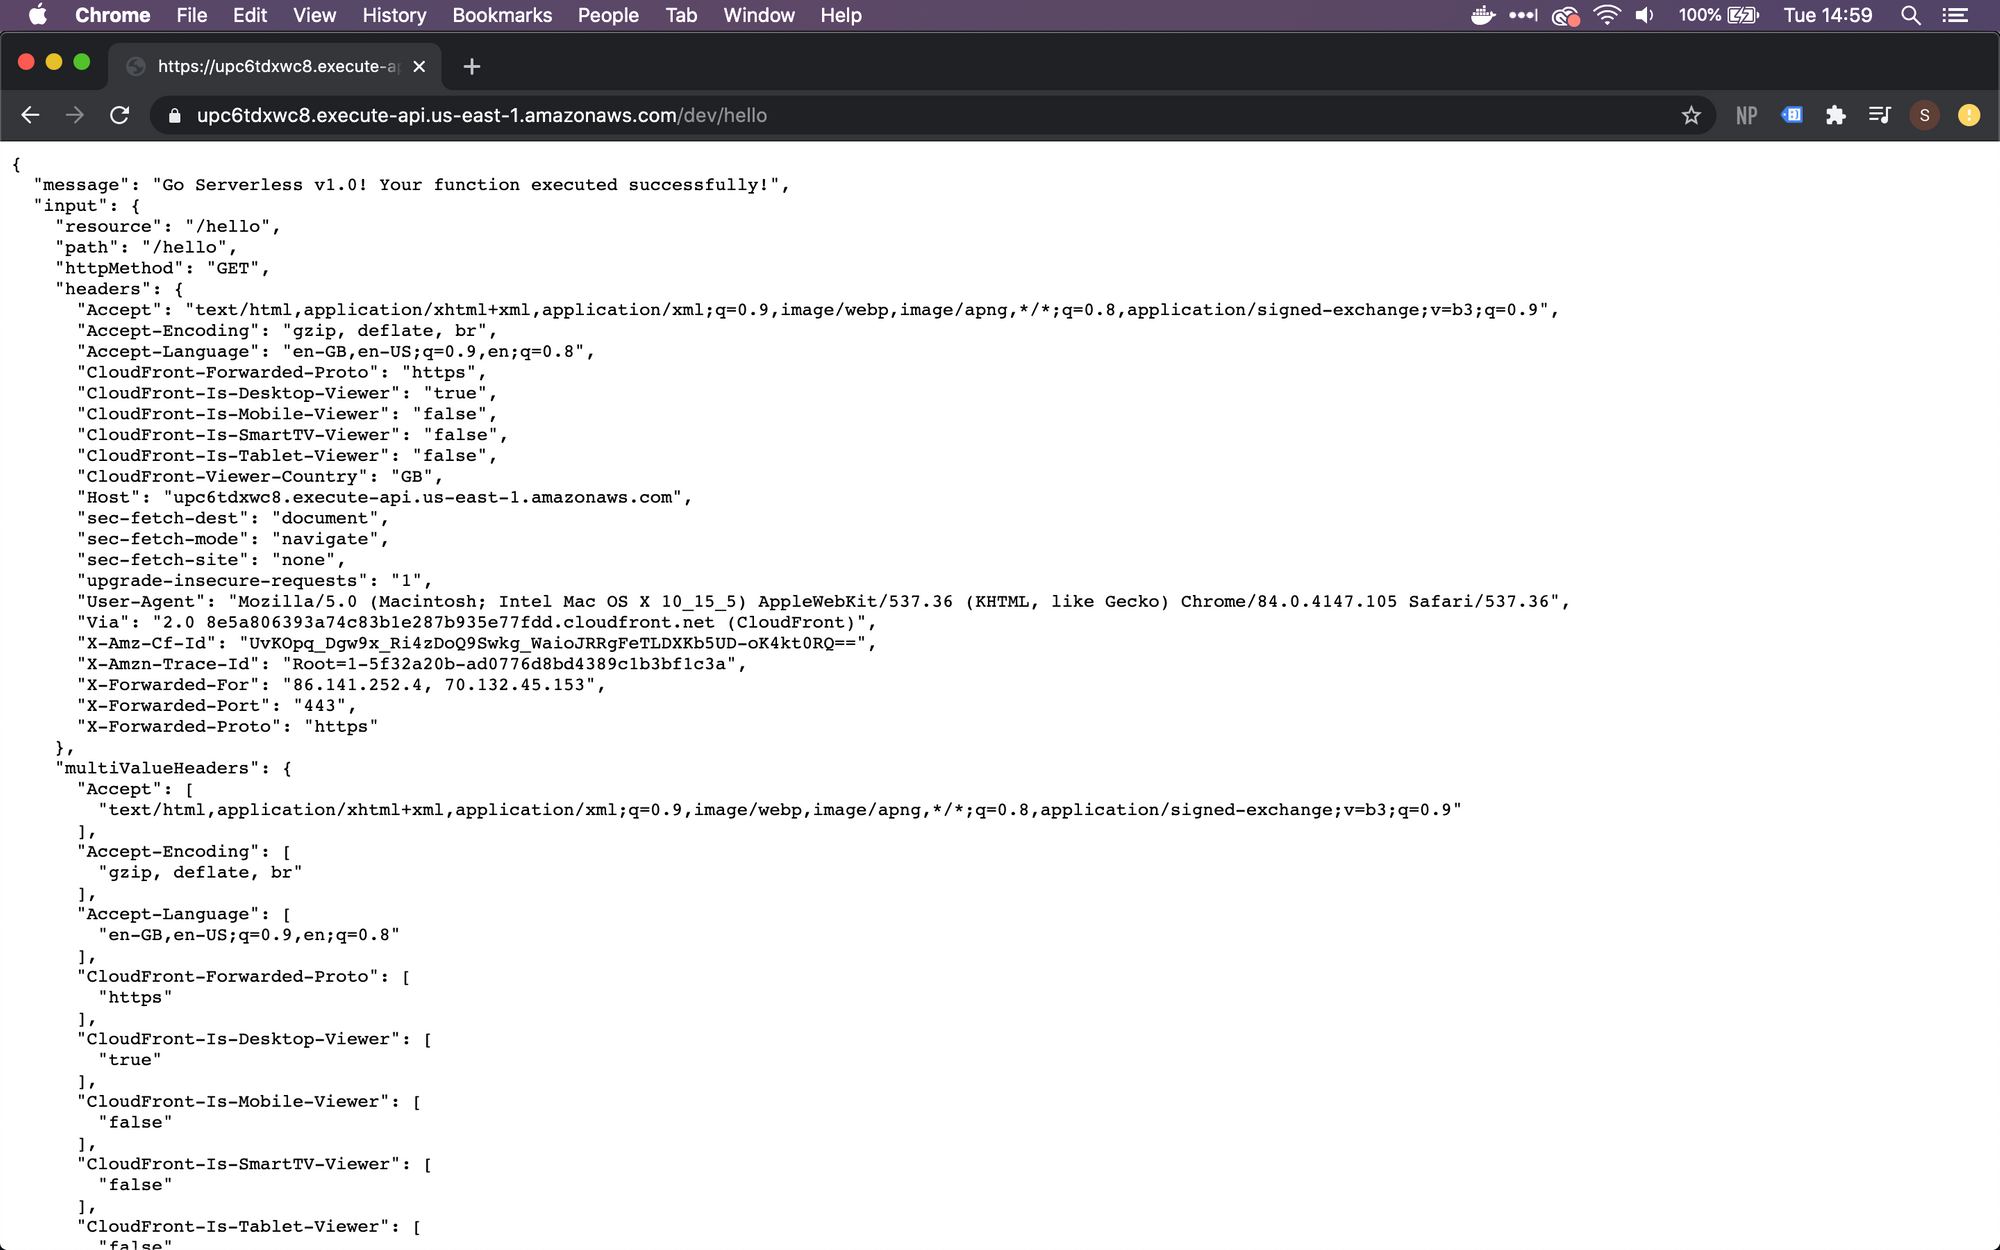 Chrome File Edit View History Bookmarks People Tab Window Help 100% Tue 14:59
https://upc6tdxwc8.execute-ap
upc6tdxwc8.execute-api.us-east-1.amazonaws.com/dev/hello NP S
{
"message": "Go Serverless v1.0! Your function executed successfully!",
"input": {
"resource": "/hello",
"path": "/hello",
"httpMethod": "GET",
"headers": {
"Accept": "text/html,application/xhtml+xml,application/xml;q=0.9,image/webp,image/apng,*/*;q=0.8,application/signed-exchange;v=b3;q=0.9",
"Accept-Encoding": "gzip, deflate, br",
"Accept-Language": "en-GB,en-US;q=0.9,en;q=0.8",
"CloudFront-Forwarded-Proto": "https",
"CloudFront-Is-Desktop-Viewer": "true",
"CloudFront-Is-Mobile-Viewer": "false",
"CloudFront-Is-SmartTV-Viewer": "false",
"CloudFront-Is-Tablet-Viewer": "false",
"CloudFront-Viewer-Country": "GB",
"Host": "upc6tdxwc8.execute-api.us-east-1.amazonaws.com",
"sec-fetch-dest": "document",
"sec-fetch-mode": "navigate",
"sec-fetch-site": "none",
"upgrade-insecure-requests": "1",
"User-Agent": "Mozilla/5.0 (Macintosh; Intel Mac OS X 10_15_5) AppleWebKit/537.36 (KHTML, like Gecko) Chrome/84.0.4147.105 Safari/537.36",
"Via": "2.0 8e5a806393a74c83b1e287b935e77fdd.cloudfront.net (CloudFront)",
"X-Amz-Cf-Id": "UvKOpq_Dgw9x_Ri4zDoQ9Swkg_WaioJRRgFeTLDXKb5UD-oK4kt0RQ==",
"X-Amzn-Trace-Id": "Root=1-5f32a20b-ad0776d8bd4389c1b3bf1c3a",
"X-Forwarded-For": "86.141.252.4, 70.132.45.153",
"X-Forwarded-Port": "443",
"X-Forwarded-Proto": "https"
},
"multiValueHeaders": {
"Accept": [
"text/html,application/xhtml+xml,application/xml;q=0.9,image/webp,image/apng,*/*;q=0.8,application/signed-exchange;v=b3;q=0.9"
],
"Accept-Encoding": [
"gzip, deflate, br"
],
"Accept-Language": [
"en-GB,en-US;q=0.9,en;q=0.8"
],
"CloudFront-Forwarded-Proto": [
"https"
],
"CloudFront-Is-Desktop-Viewer": [
"true"
],
"CloudFront-Is-Mobile-Viewer": [
"false"
],
"CloudFront-Is-SmartTV-Viewer": [
"false"
],
"CloudFront-Is-Tablet-Viewer": [
"false"